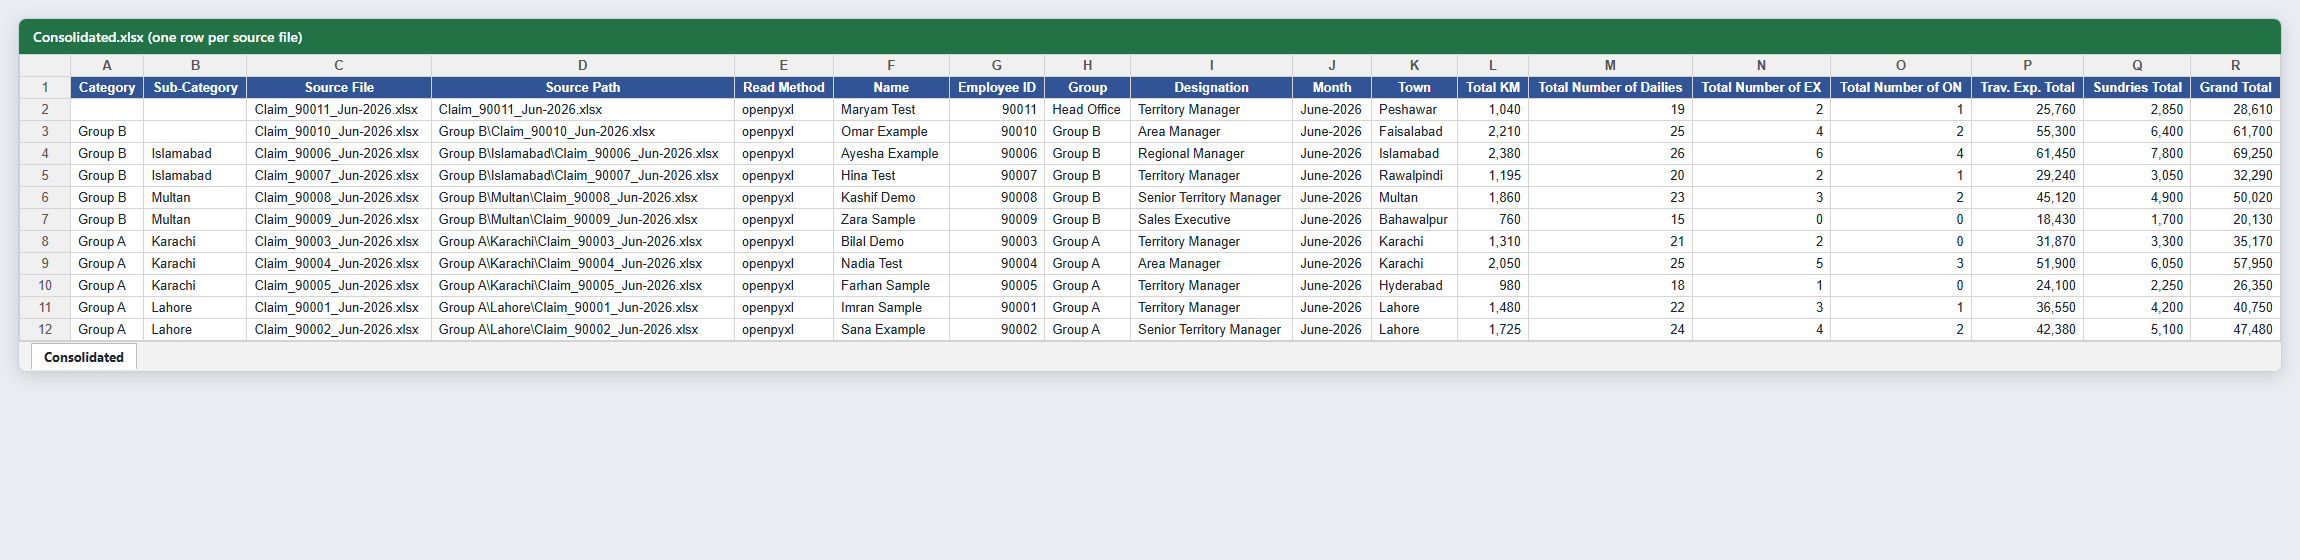 Consolidated.xlsx (one row per source file)
A B C D E F G H I J K L M N O P Q R
1 Category Sub-Category Source File Source Path Read Method Name Employee ID Group Designation Month Town Total KM Total Number of Dailies Total Number of EX Total Number of ON Trav. Exp. Total Sundries Total Grand Total
2 Claim_90011_Jun-2026.xlsx Claim_90011_Jun-2026.xlsx openpyxl Maryam Test 90011 Head Office Territory Manager June-2026 Peshawar 1,040 19 2 1 25,760 2,850 28,610
3 Group B Claim_90010_Jun-2026.xlsx Group B\Claim_90010_Jun-2026.xlsx openpyxl Omar Example 90010 Group B Area Manager June-2026 Faisalabad 2,210 25 4 2 55,300 6,400 61,700
4 Group B Islamabad Claim_90006_Jun-2026.xlsx Group B\Islamabad\Claim_90006_Jun-2026.xlsx openpyxl Ayesha Example 90006 Group B Regional Manager June-2026 Islamabad 2,380 26 6 4 61,450 7,800 69,250
5 Group B Islamabad Claim_90007_Jun-2026.xlsx Group B\Islamabad\Claim_90007_Jun-2026.xlsx openpyxl Hina Test 90007 Group B Territory Manager June-2026 Rawalpindi 1,195 20 2 1 29,240 3,050 32,290
6 Group B Multan Claim_90008_Jun-2026.xlsx Group B\Multan\Claim_90008_Jun-2026.xlsx openpyxl Kashif Demo 90008 Group B Senior Territory Manager June-2026 Multan 1,860 23 3 2 45,120 4,900 50,020
7 Group B Multan Claim_90009_Jun-2026.xlsx Group B\Multan\Claim_90009_Jun-2026.xlsx openpyxl Zara Sample 90009 Group B Sales Executive June-2026 Bahawalpur 760 15 0 0 18,430 1,700 20,130
8 Group A Karachi Claim_90003_Jun-2026.xlsx Group A\Karachi\Claim_90003_Jun-2026.xlsx openpyxl Bilal Demo 90003 Group A Territory Manager June-2026 Karachi 1,310 21 2 0 31,870 3,300 35,170
9 Group A Karachi Claim_90004_Jun-2026.xlsx Group A\Karachi\Claim_90004_Jun-2026.xlsx openpyxl Nadia Test 90004 Group A Area Manager June-2026 Karachi 2,050 25 5 3 51,900 6,050 57,950
10 Group A Karachi Claim_90005_Jun-2026.xlsx Group A\Karachi\Claim_90005_Jun-2026.xlsx openpyxl Farhan Sample 90005 Group A Territory Manager June-2026 Hyderabad 980 18 1 0 24,100 2,250 26,350
11 Group A Lahore Claim_90001_Jun-2026.xlsx Group A\Lahore\Claim_90001_Jun-2026.xlsx openpyxl Imran Sample 90001 Group A Territory Manager June-2026 Lahore 1,480 22 3 1 36,550 4,200 40,750
12 Group A Lahore Claim_90002_Jun-2026.xlsx Group A\Lahore\Claim_90002_Jun-2026.xlsx openpyxl Sana Example 90002 Group A Senior Territory Manager June-2026 Lahore 1,725 24 4 2 42,380 5,100 47,480
Consolidated